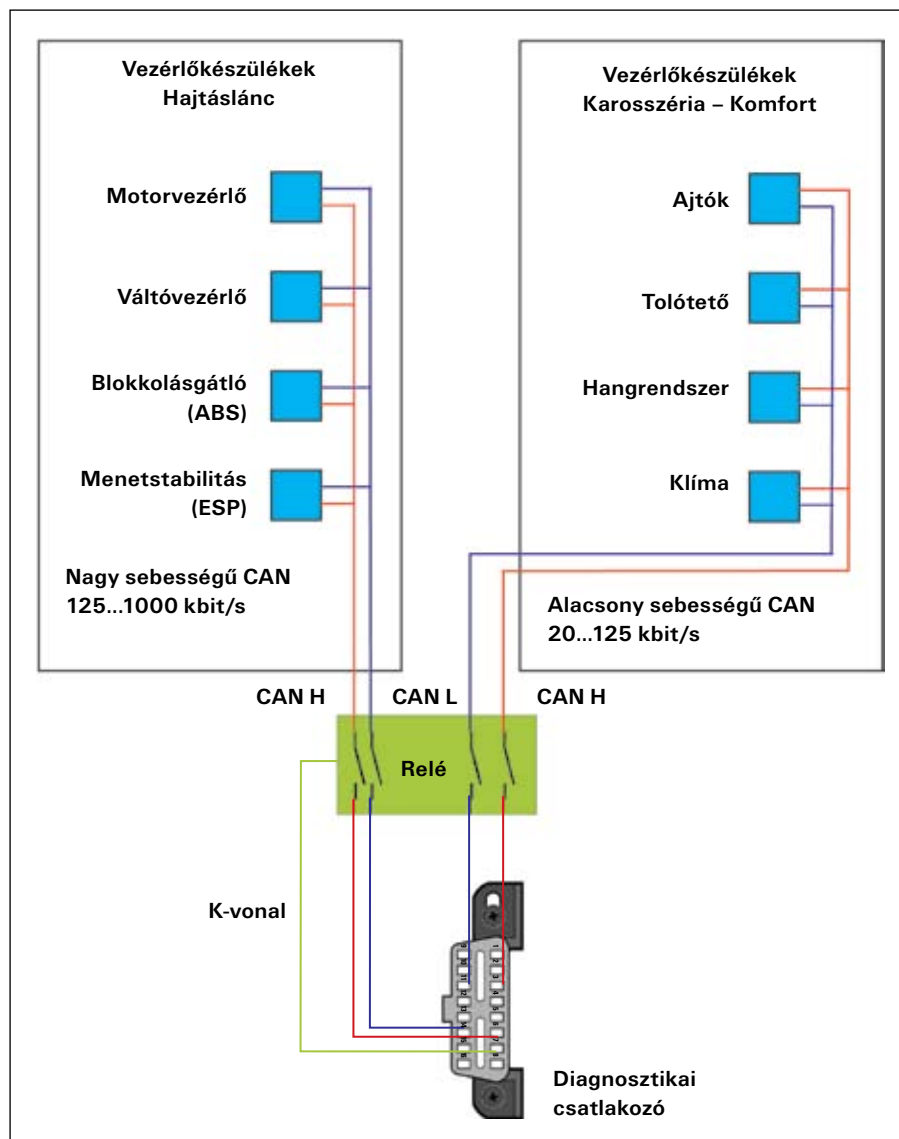 Vezérlőkészülékek
Hajtáslánc
Motorvezérlő
Váltóvezérlő
Blokkolásgátló
(ABS)
Menetstabilitás
(ESP)
Nagy sebességű CAN
125...1000 kbit/s
Vezérlőkészülékek
Karosszéria – Komfort
Ajtók
Tolótető
Hangrendszer
Klíma
Alacsony sebességű CAN
20...125 kbit/s
CAN H
CAN L
CAN H
Relé
K-vonal
Diagnosztikai
csatlakozó